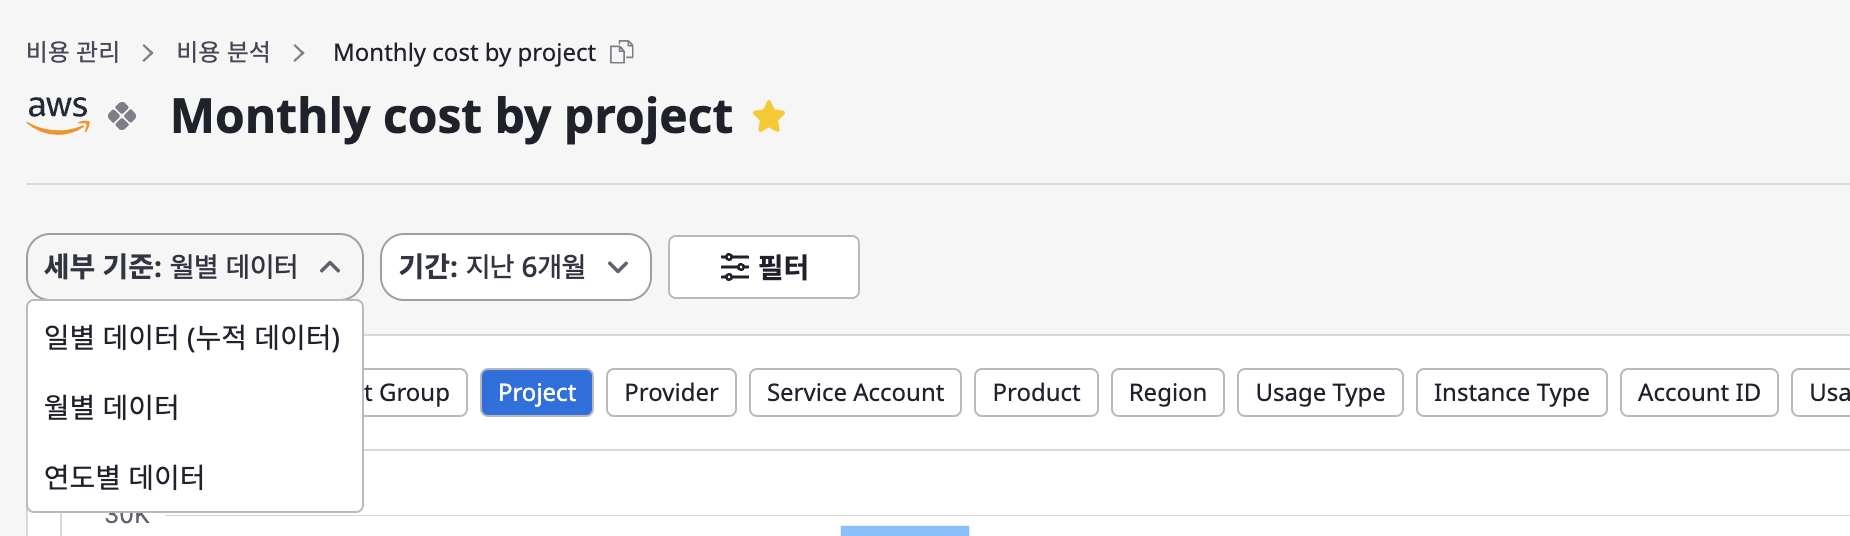 비용 관리 > 비용 분석 > Monthly cost by project
aws Monthly cost by project
세부 기준: 월별 데이터 기간: 지난 6개월 필터
일별 데이터 (누적 데이터)
월별 데이터
연도별 데이터
t Group Project Provider Service Account Product Region Usage Type Instance Type Account ID Usa
30K